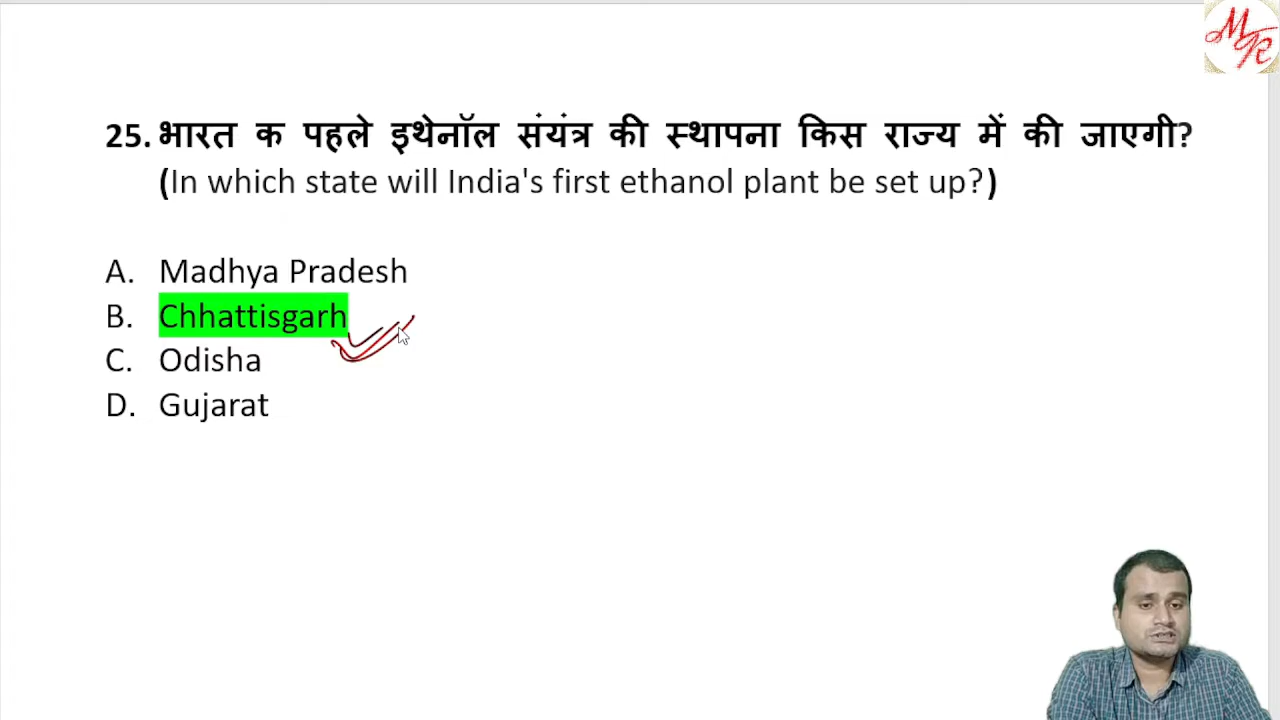 MR
25. भारत क पहले इथेनॉल संयंत्र की स्थापना किस राज्य में की जाएगी?
(In which state will India's first ethanol plant be set up?)
A. Madhya Pradesh
B. Chhattisgarh
C. Odisha
D. Gujarat